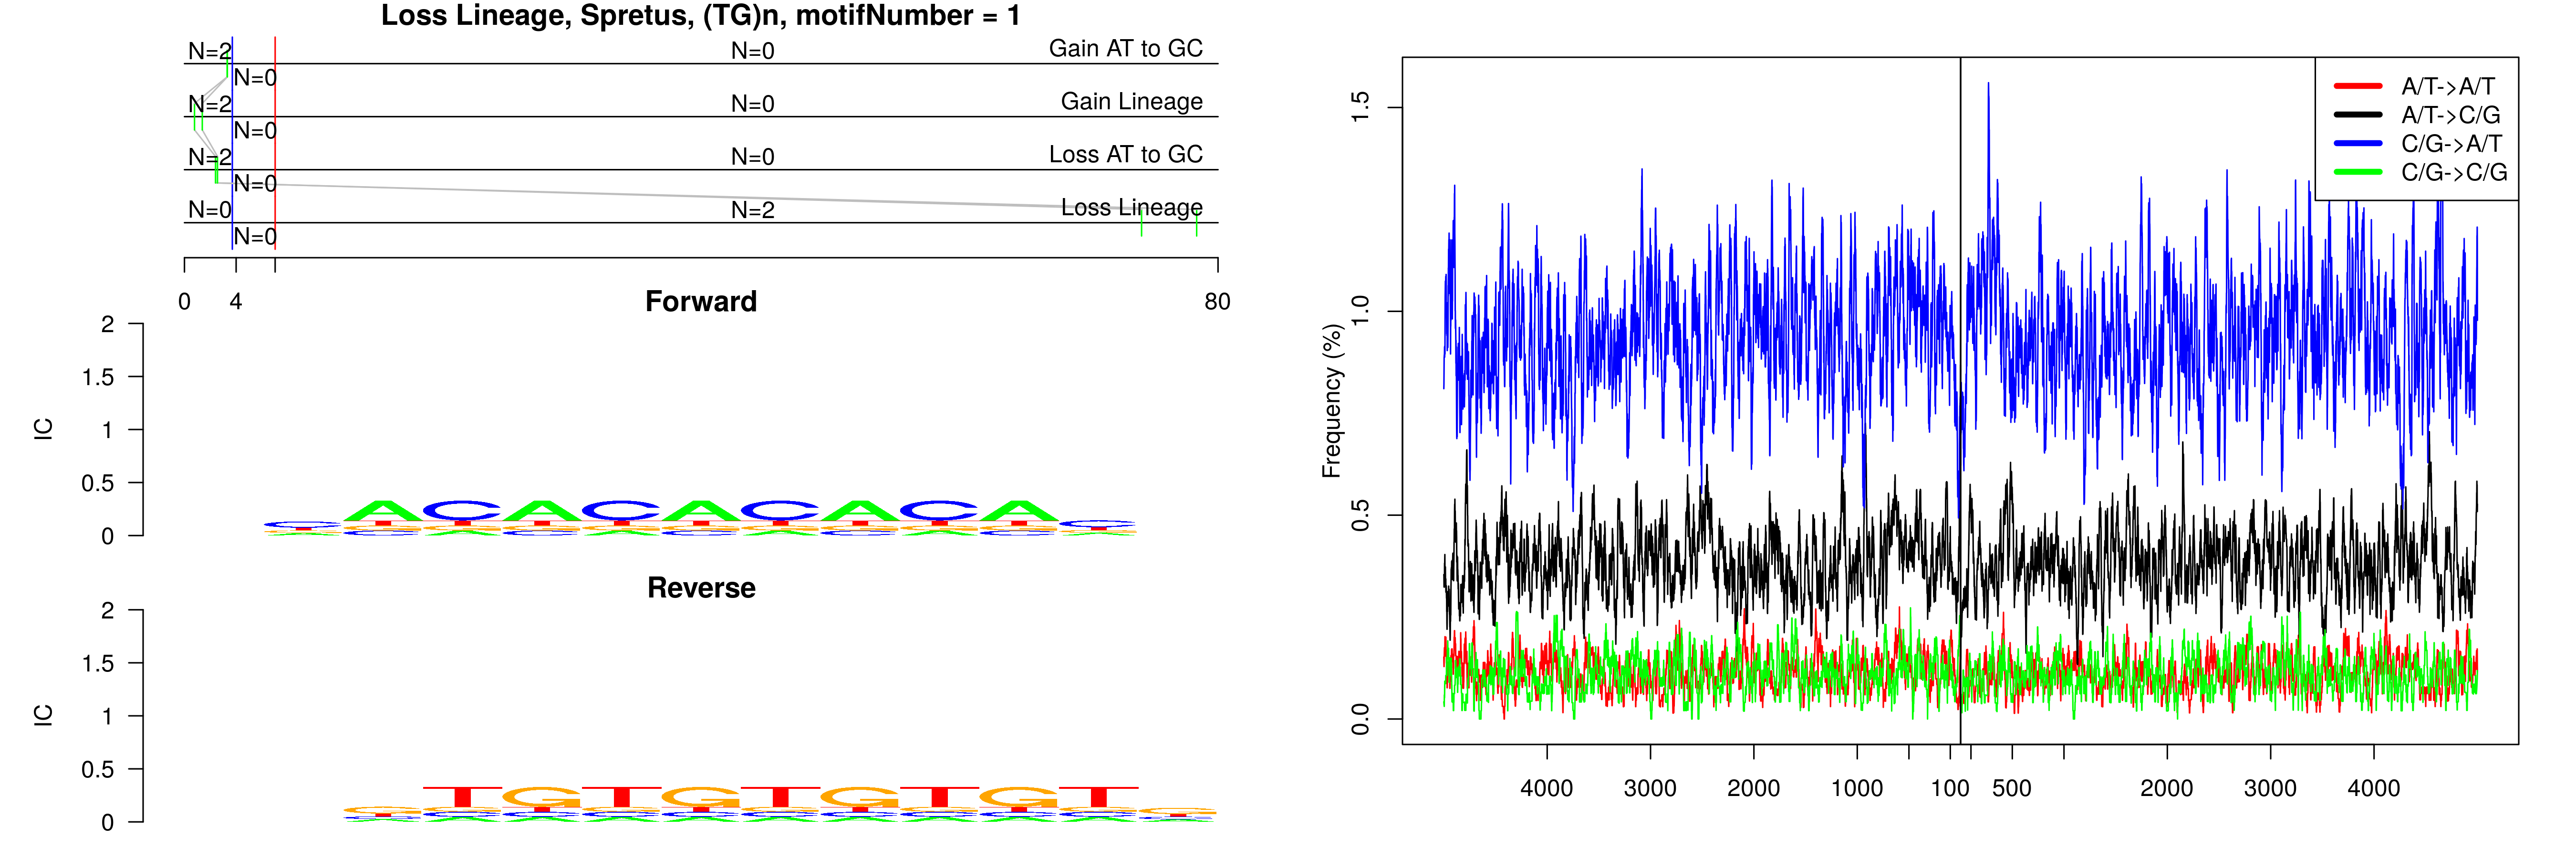 Loss Lineage, Spretus, (TG)n, motifNumber = 1
N=2 N=0 Gain AT to GC
N=0
N=2 N=0 Gain Lineage
N=0
N=2 N=0 Loss AT to GC
N=0
N=0 N=2 Loss Lineage
N=0
0 4 80
Forward
IC
2
1.5
1
0.5
0
ACACACACA
Reverse
IC
2
1.5
1
0.5
0
TGTGTGTGT
Frequency (%)
1.5
1.0
0.5
0.0
A/T->A/T
A/T->C/G
C/G->A/T
C/G->C/G
4000 3000 2000 1000 100 500 2000 3000 4000